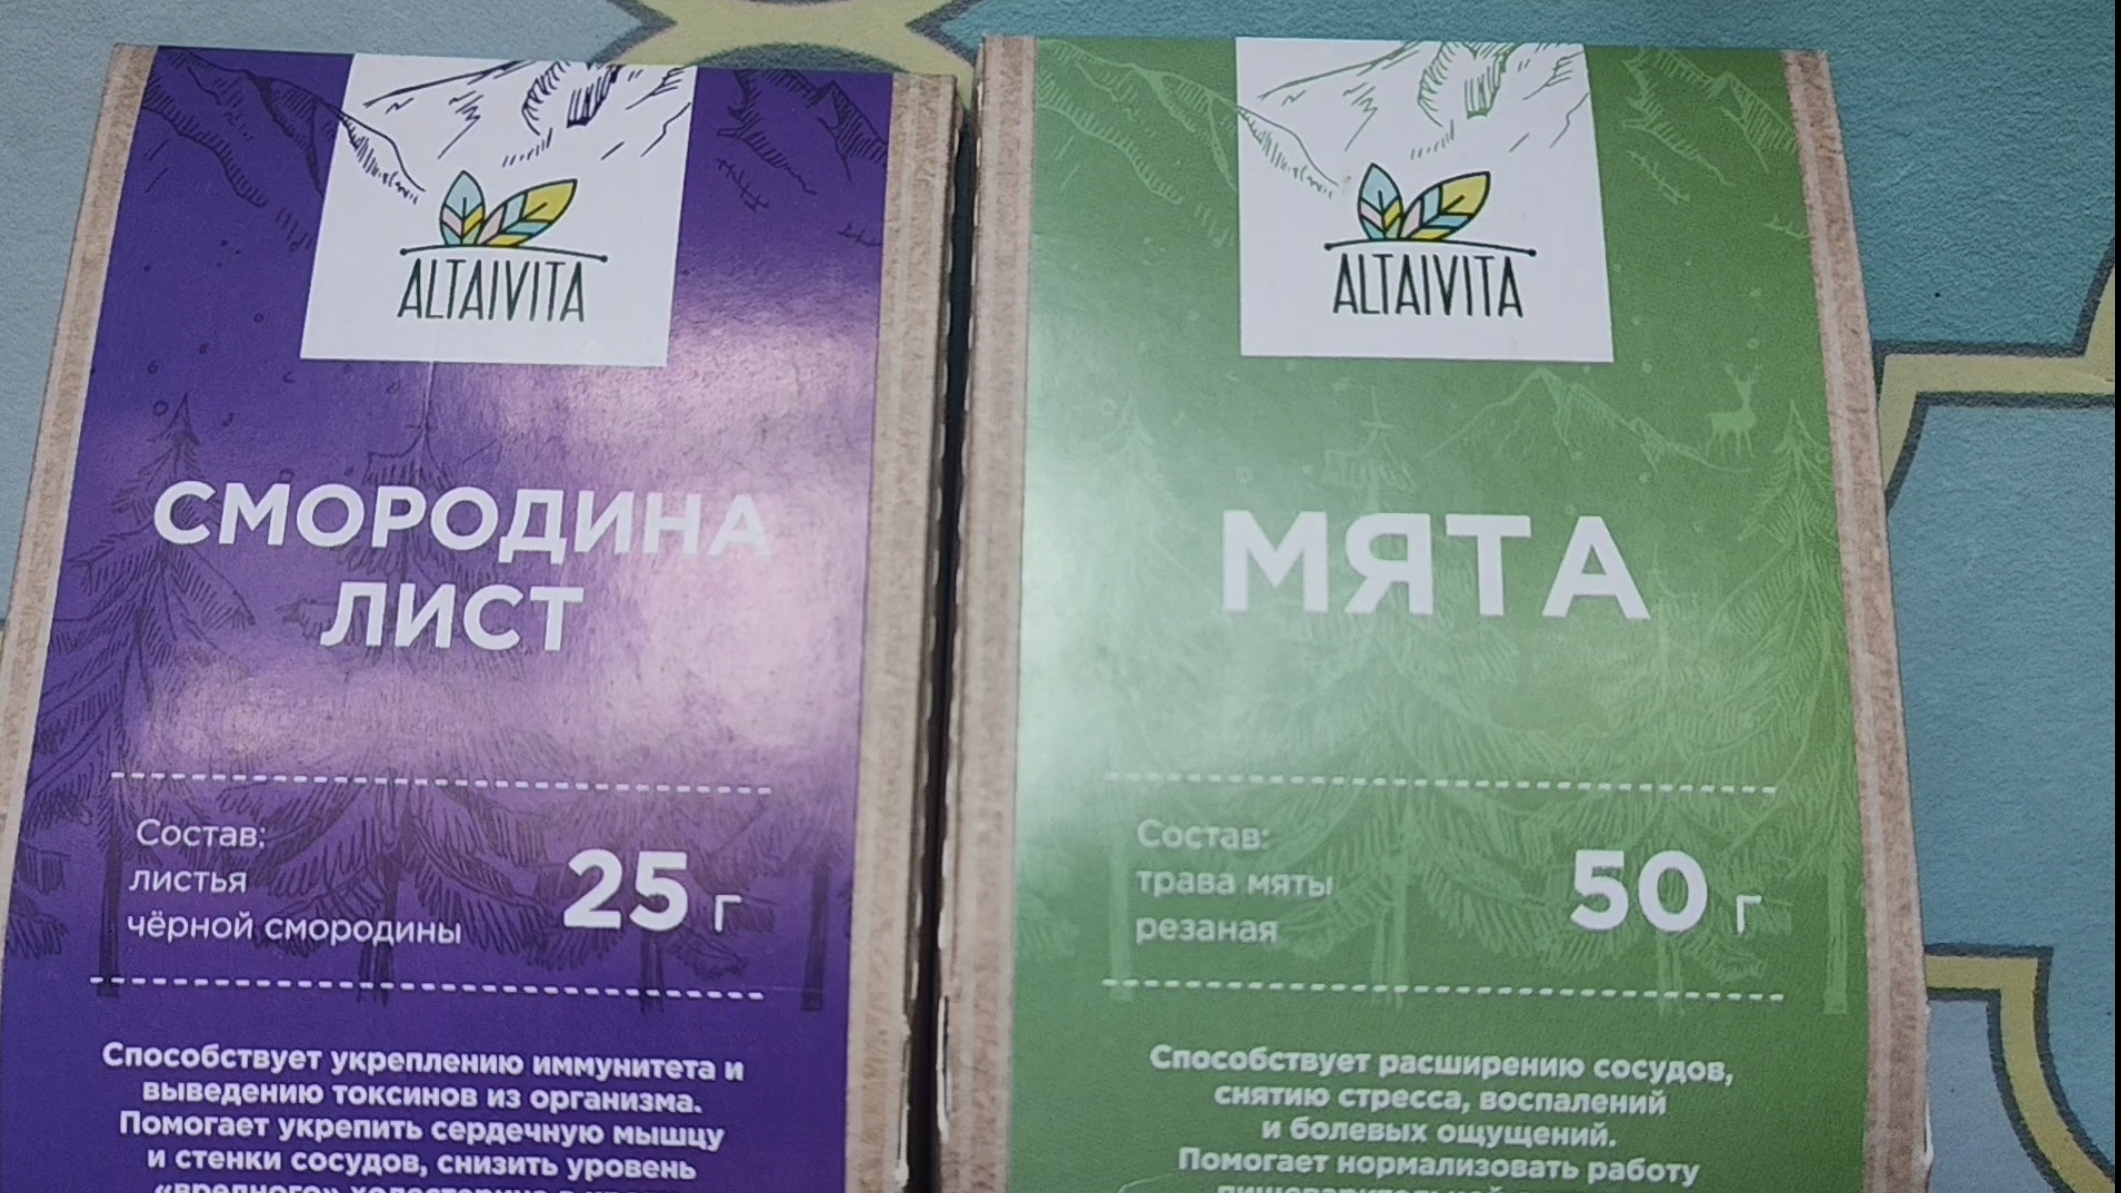 ALTAIVITA
СМОРОДИНА
ЛИСТ
Состав:
листья
чёрной смородины
25 г
Способствует укреплению иммунитета и
выведению токсинов из организма.
Помогает укрепить сердечную мышцу
и стенки сосудов, снизить уровень
«вредного» холестерина в
ALTAIVITA
МЯТА
Состав:
трава мяты
резаная
50 г
Способствует расширению сосудов,
снятию стресса, воспалений
и болевых ощущений.
Помогает нормализовать работу